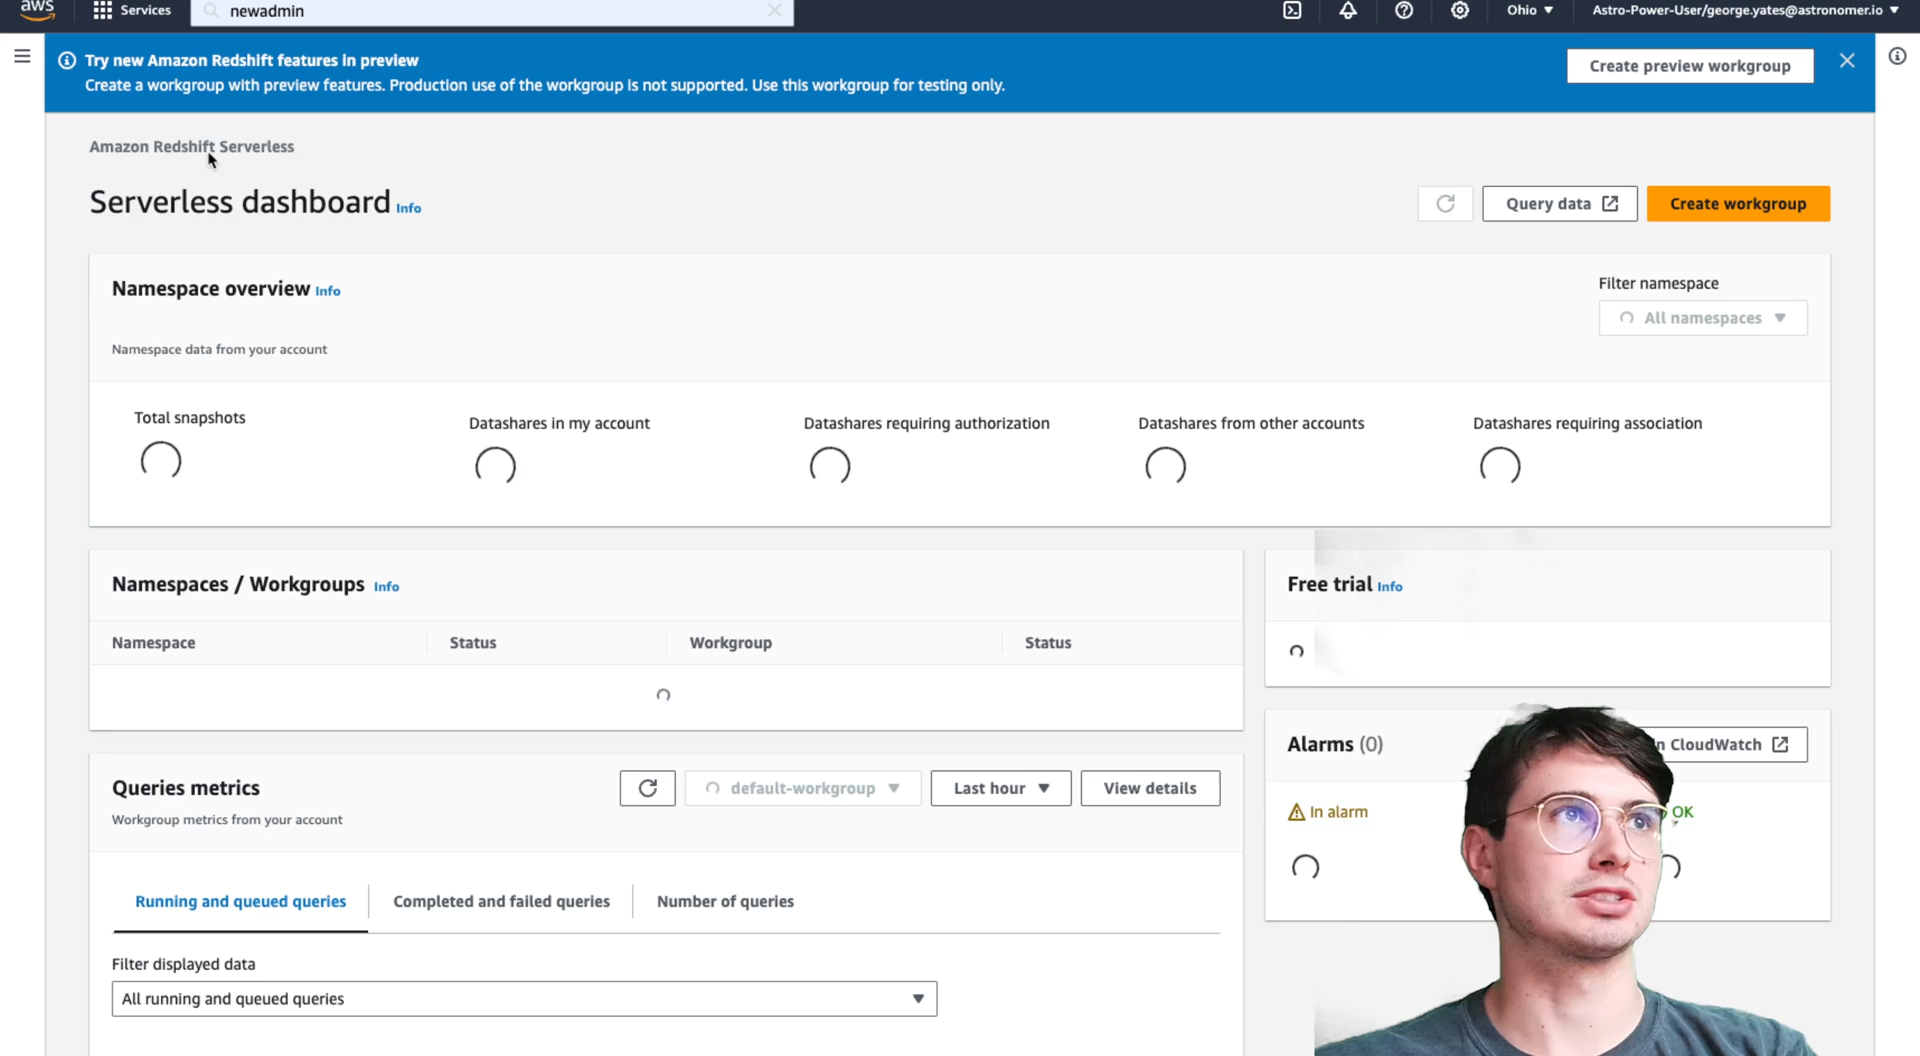 aws
Services
newadmin
Ohio
Astro-Power-User/george.yates@astronomer.io
Try new Amazon Redshift features in preview
Create a workgroup with preview features. Production use of the workgroup is not supported. Use this workgroup for testing only.
Create preview workgroup
Amazon Redshift Serverless
Serverless dashboard Info
Query data
Create workgroup
Namespace overview Info
Filter namespace
All namespaces
Namespace data from your account
Total snapshots
Datashares in my account
Datashares requiring authorization
Datashares from other accounts
Datashares requiring association
Namespaces / Workgroups Info
Free trial Info
Namespace
Status
Workgroup
Status
Alarms (0)
CloudWatch
In alarm
OK
Queries metrics
default-workgroup
Last hour
View details
Workgroup metrics from your account
Running and queued queries
Completed and failed queries
Number of queries
Filter displayed data
All running and queued queries